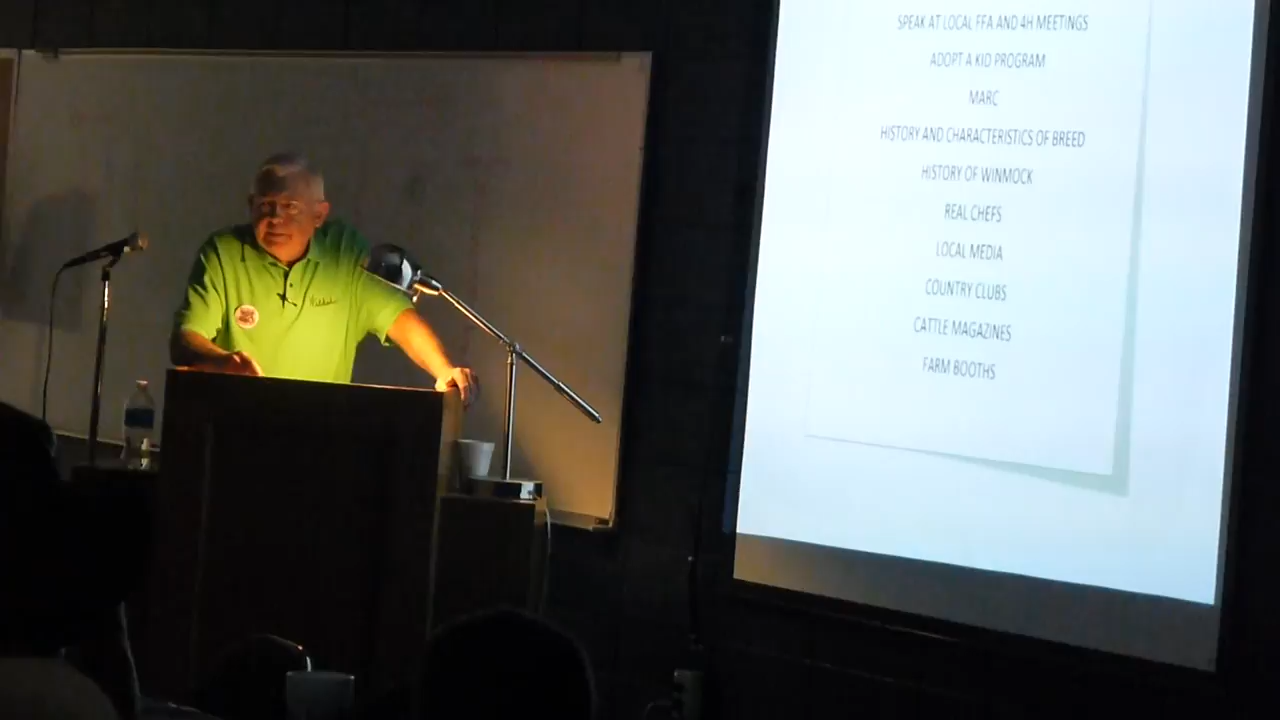 SPEAK AT LOCAL FFA AND 4H MEETINGS
ADOPT A KID PROGRAM
MARC
HISTORY AND CHARACTERISTICS OF BREED
HISTORY OF WINMOCK
REAL CHEFS
LOCAL MEDIA
COUNTRY CLUBS
CATTLE MAGAZINES
FARM BOOTHS